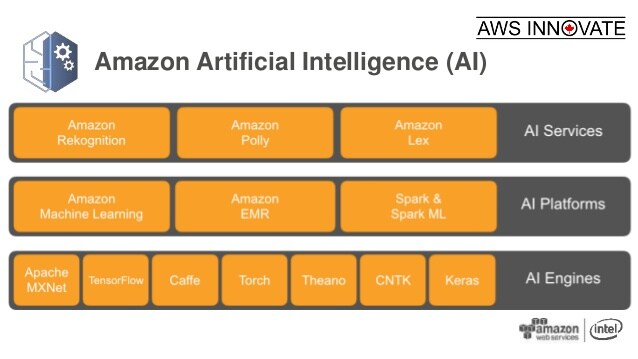 AWS INNOVATE
Amazon Artificial Intelligence (AI)
Amazon
Rekognition
Amazon
Polly
Amazon
Lex
AI Services
Amazon
Machine Learning
Amazon
EMR
Spark &
Spark ML
AI Platforms
Apache
MXNet
TensorFlow
Caffe
Torch
Theano
CNTK
Keras
AI Engines
amazon
web services
intel